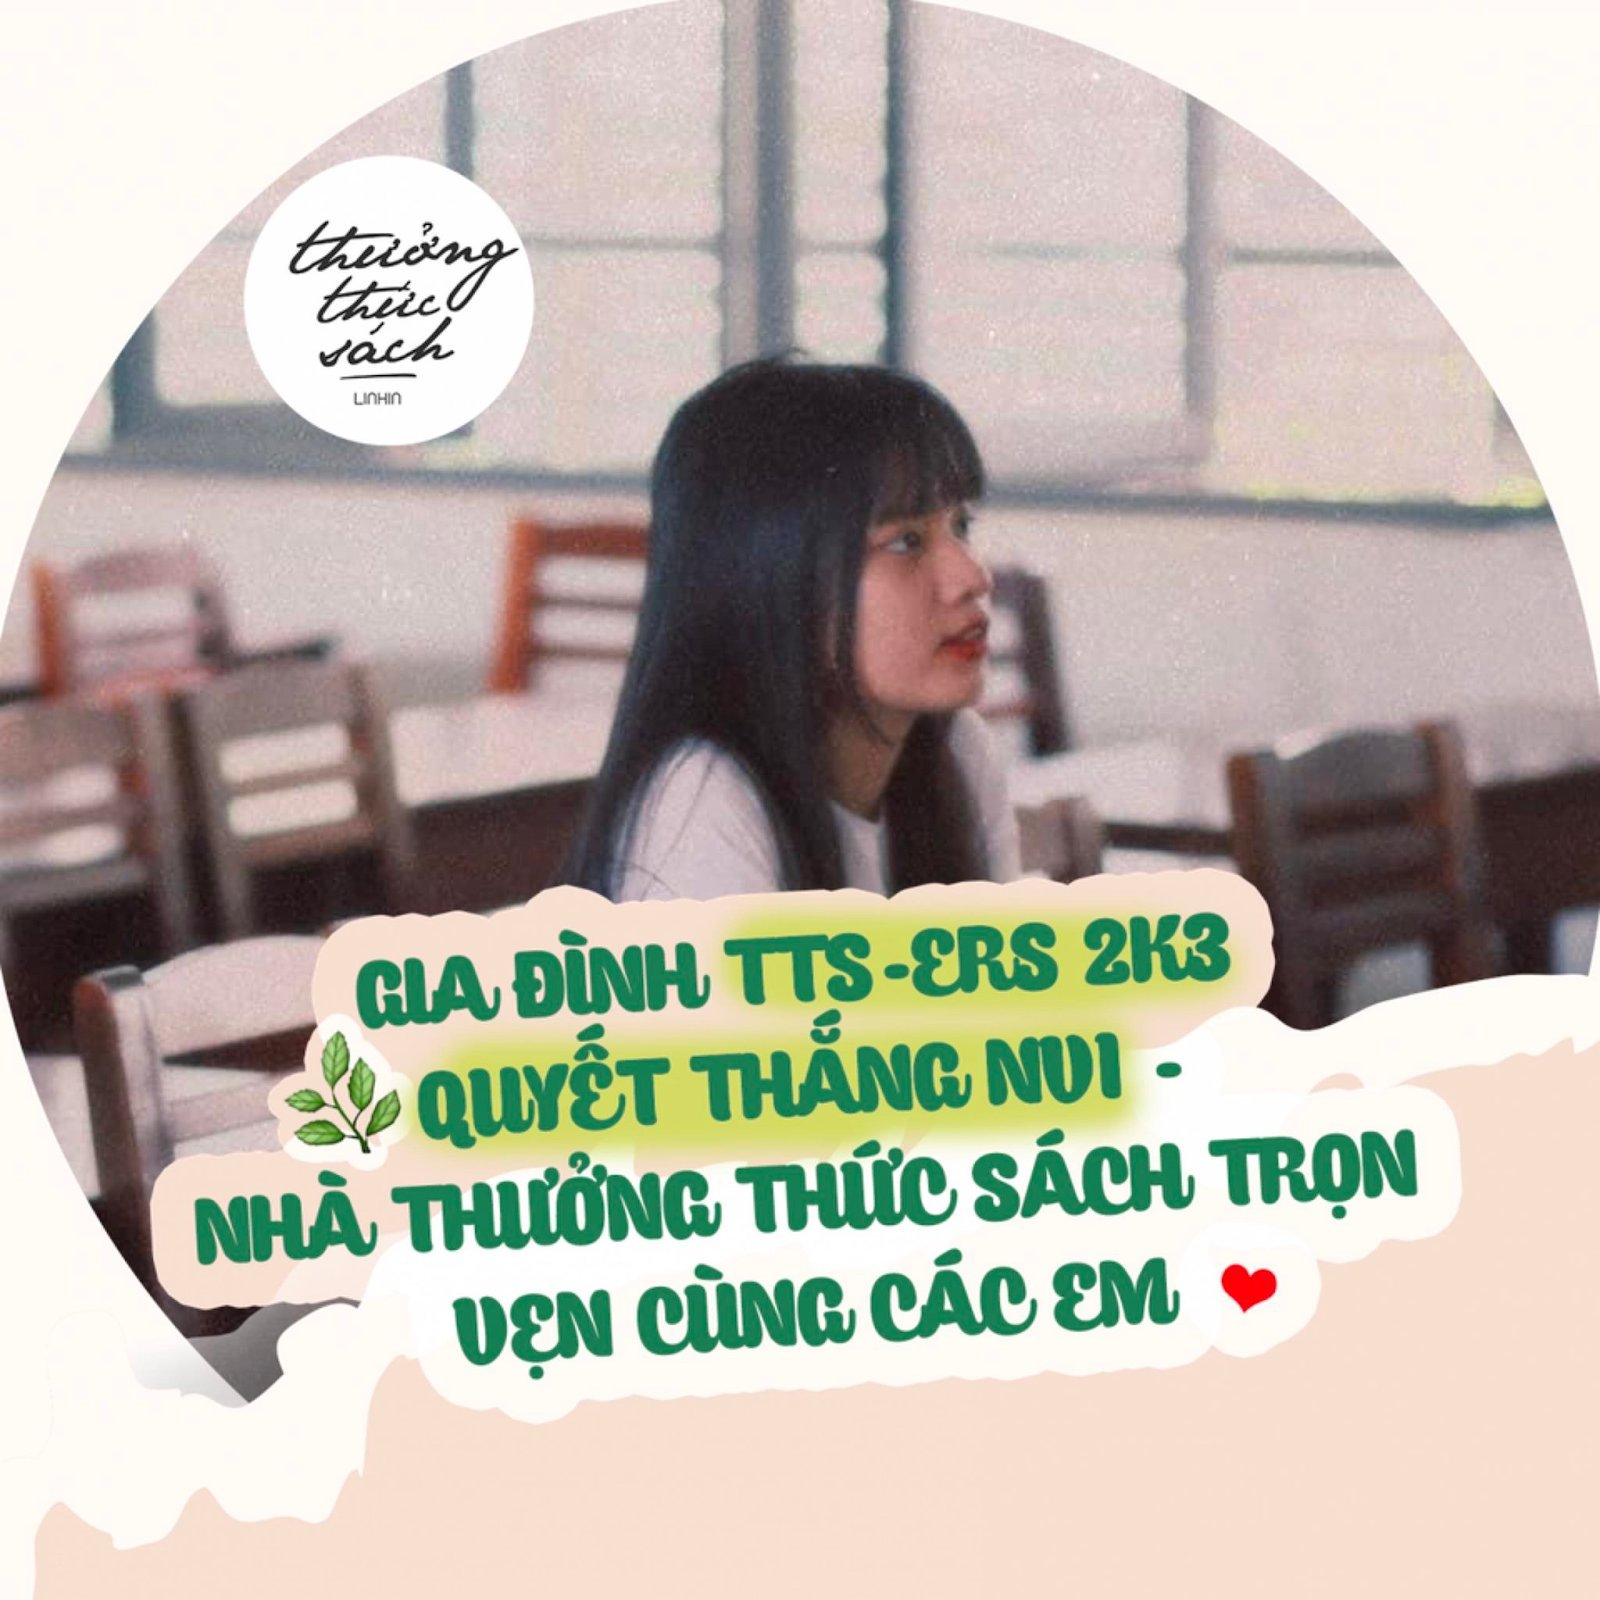 thưởng
thức
sách
LINHIN
GIA ĐÌNH TTS-ERS 2K3
QUYẾT THẮNG NVI -
NHÀ THƯỞNG THỨC SÁCH TRỌN
VẸN CÙNG CÁC EM